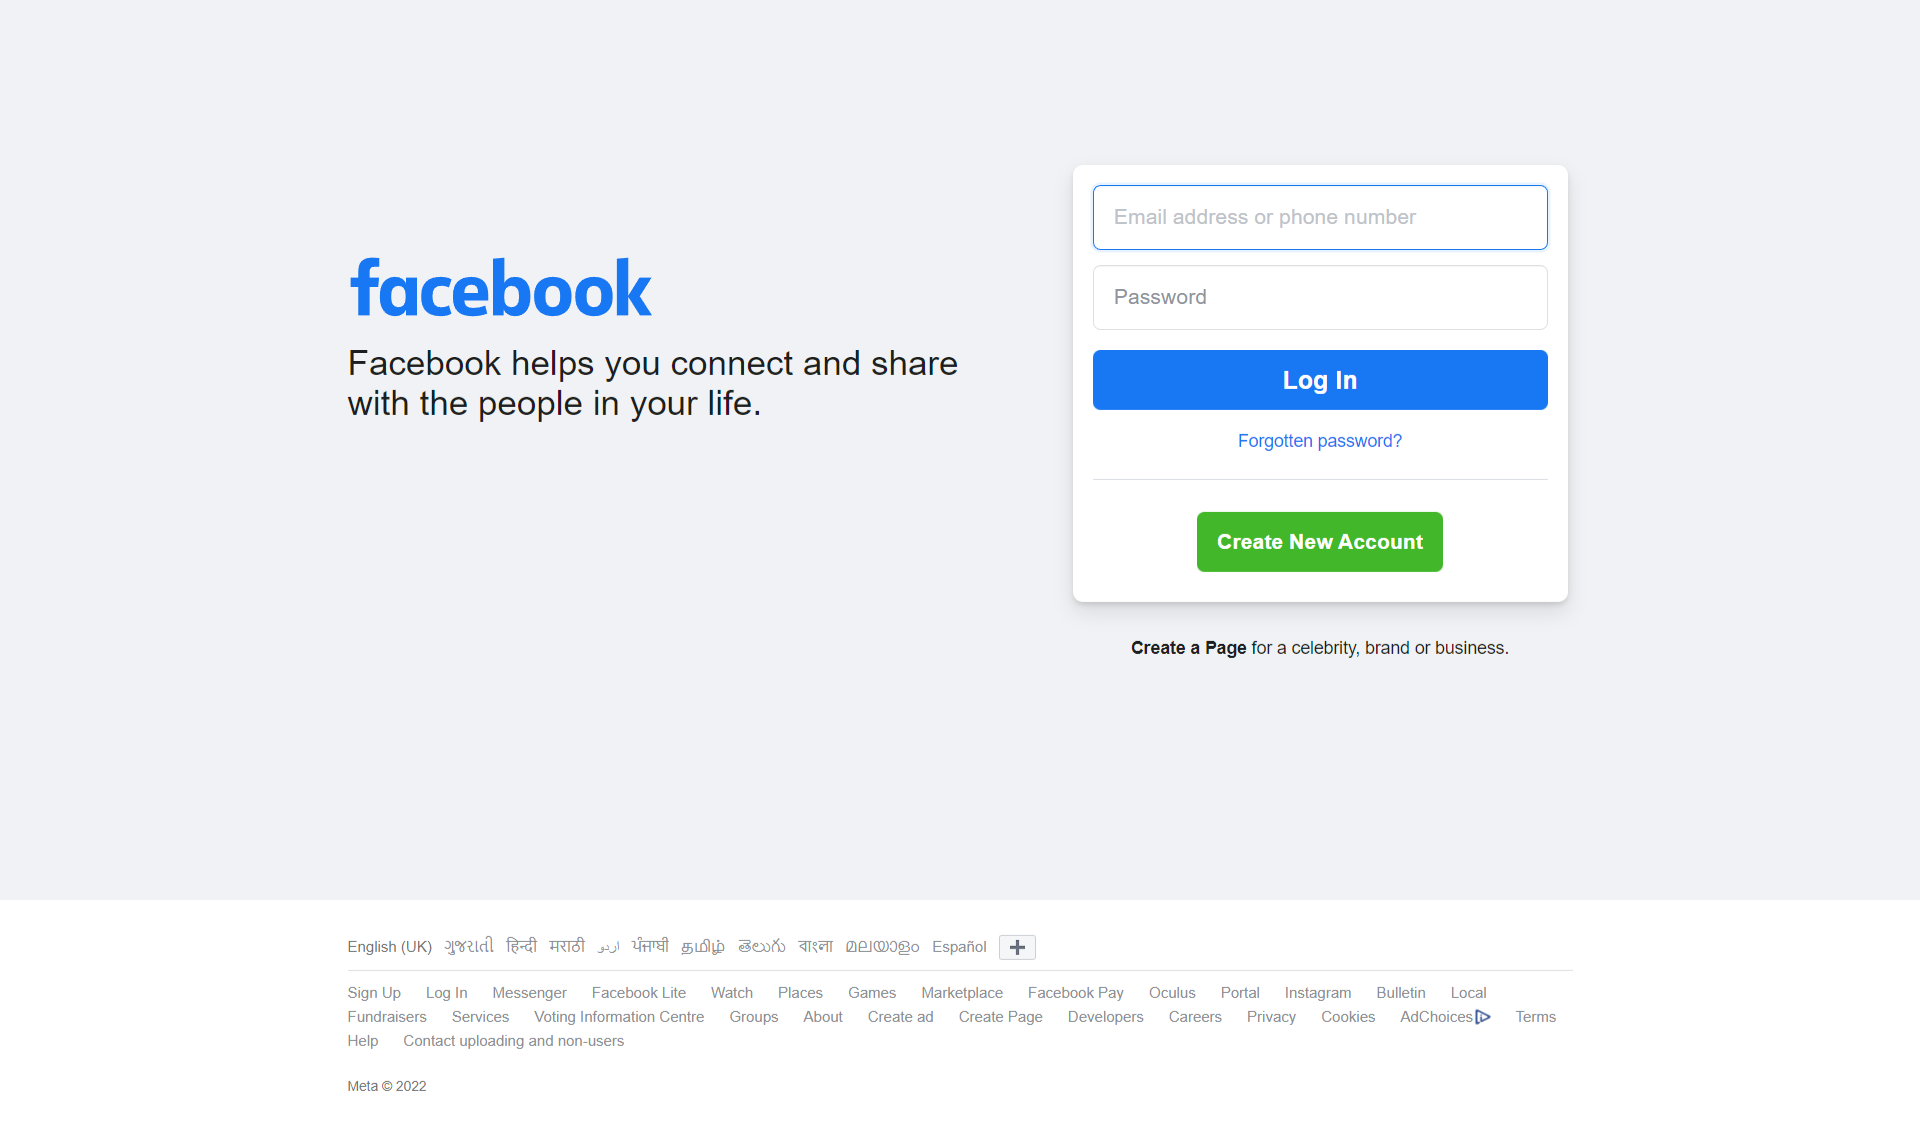 facebook
Facebook helps you connect and share
with the people in your life.
Email address or phone number
Password
Log In
Forgotten password?
Create New Account
Create a Page for a celebrity, brand or business.
English (UK) ગુજરાતી हिन्दी मराठी اردو ਪੰਜਾਬੀ தமிழ் తెలుగు বাংলা മലയാളം Español
Sign Up Log In Messenger Facebook Lite Watch Places Games Marketplace Facebook Pay Oculus Portal Instagram Bulletin Local
Fundraisers Services Voting Information Centre Groups About Create ad Create Page Developers Careers Privacy Cookies AdChoices Terms
Help Contact uploading and non-users
Meta © 2022